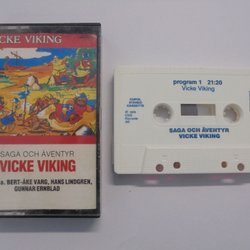 VICKE VIKING
SAGA OCH ÄVENTYR
VICKE VIKING
BERT-ÅKE VARG, HANS LINDGREN,
GUNNAR ERNBLAD
program 1 21:20
Vicke Viking
SAGA OCH ÄVENTYR
VICKE VIKING